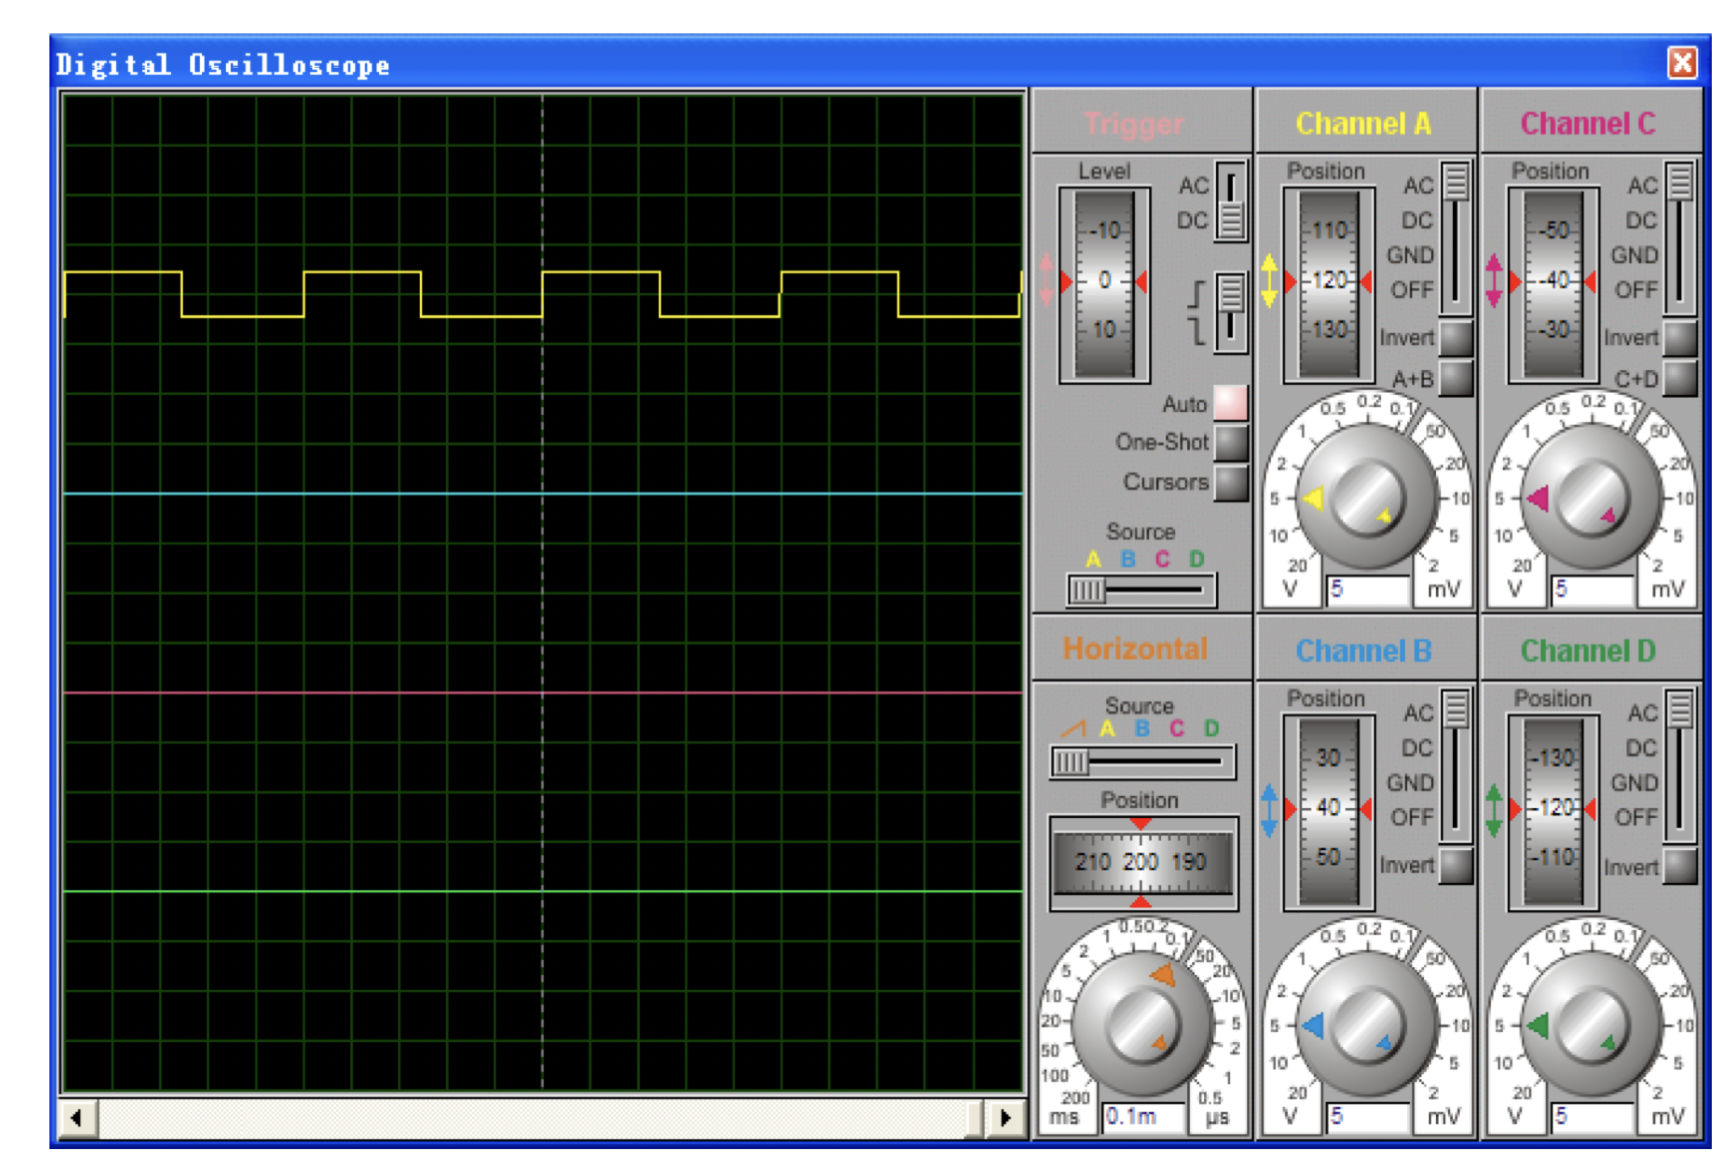 Digital Oscilloscope
Trigger
Level
AC
DC
-10
0
10
Auto
One-Shot
Cursors
Source
A B C D
Channel A
Position
AC
DC
GND
OFF
110
120
130
Invert
A+B
0.5 0.2 0.1
1 50
2 20
5 10
10 5
20 2
V 5 mV
Channel C
Position
AC
DC
GND
OFF
-50
-40
-30
Invert
C+D
0.5 0.2 0.1
1 50
2 20
5 10
10 5
20 2
V 5 mV
Horizontal
Source
A B C D
Position
210 200 190
1 0.5 0.2 0.1
2 50
5 20
10 10
20 5
50 2
100 1
200 0.5
ms 0.1m µs
Channel B
Position
AC
DC
GND
OFF
30
40
50
Invert
0.5 0.2 0.1
1 50
2 20
5 10
10 5
20 2
V 5 mV
Channel D
Position
AC
DC
GND
OFF
-130
-120
-110
Invert
0.5 0.2 0.1
1 50
2 20
5 10
10 5
20 2
V 5 mV